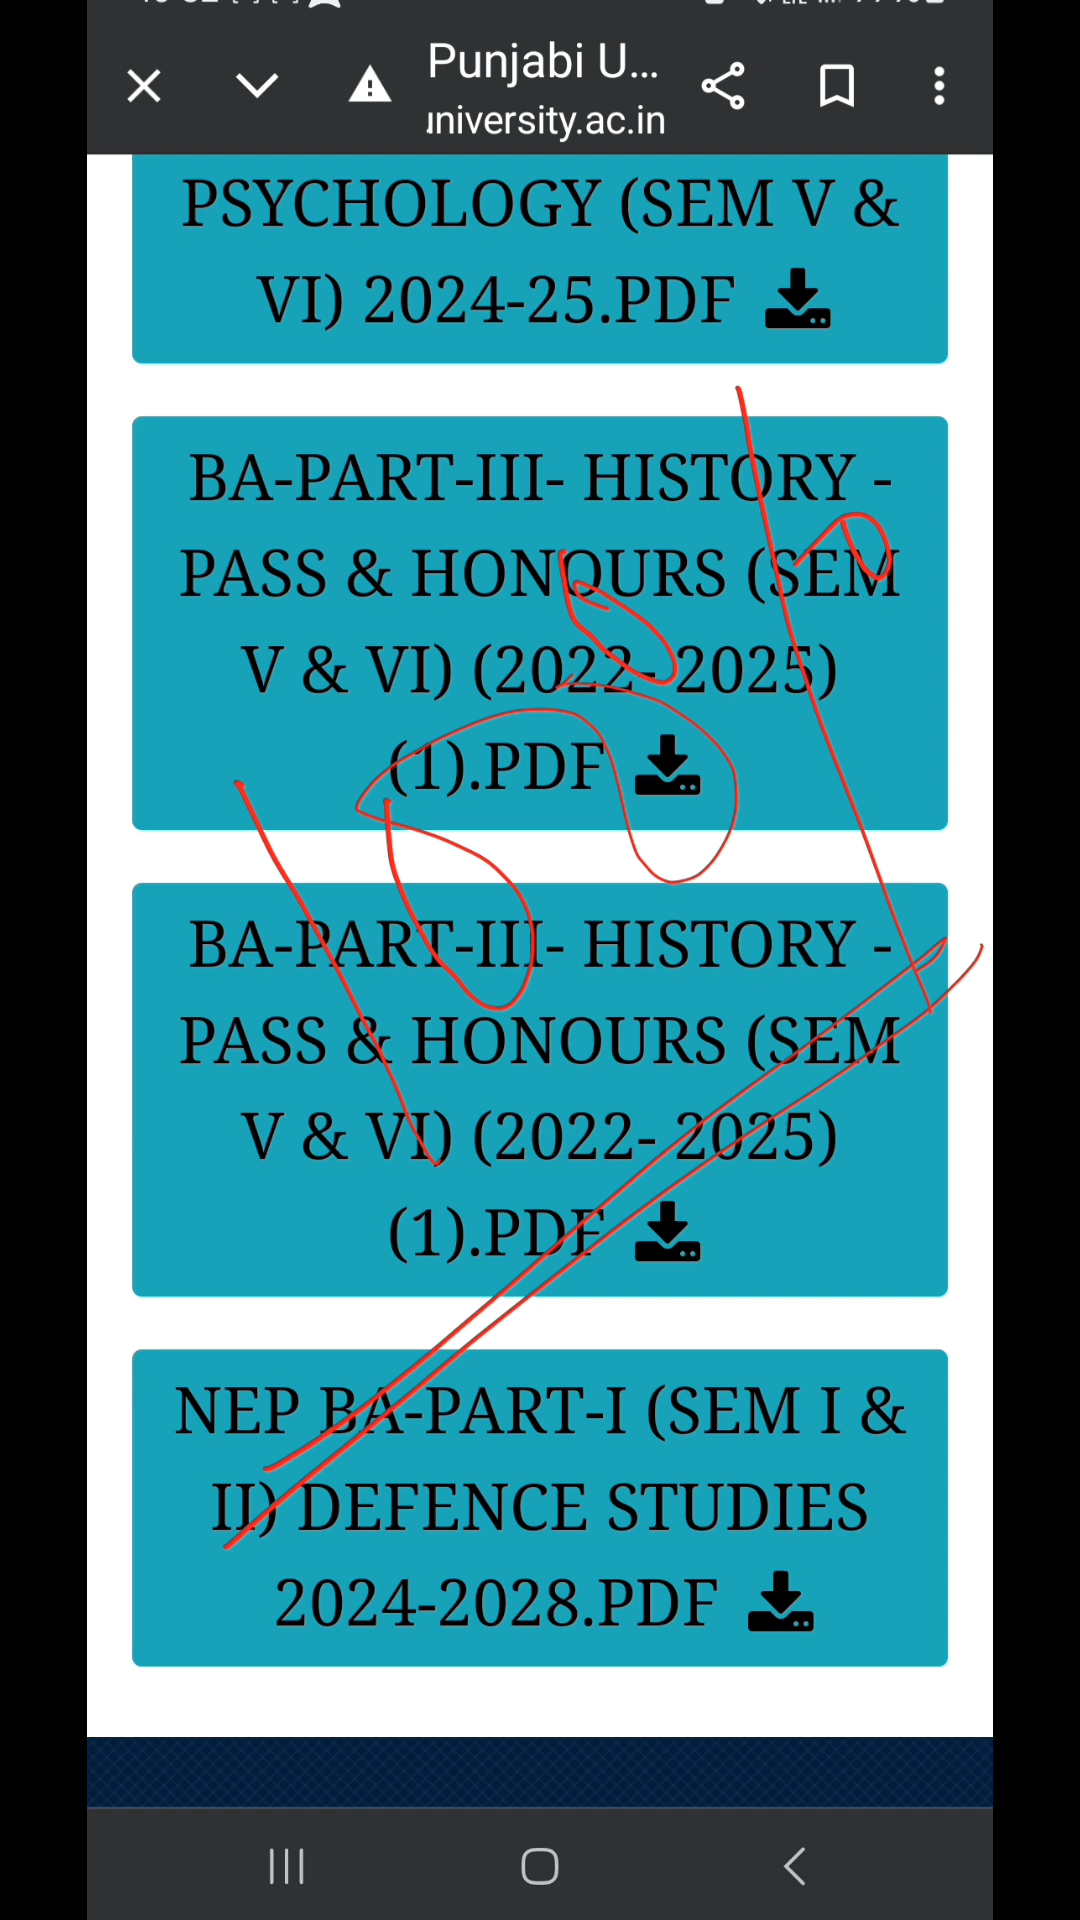 Punjabi U...
university.ac.in
PSYCHOLOGY (SEM V &
VI) 2024-25.PDF
BA-PART-III- HISTORY -
PASS & HONOURS (SEM
V & VI) (2022- 2025)
(1).PDF
BA-PART-III- HISTORY -
PASS & HONOURS (SEM
V & VI) (2022- 2025)
(1).PDF
NEP BA-PART-I (SEM I &
II) DEFENCE STUDIES
2024-2028.PDF